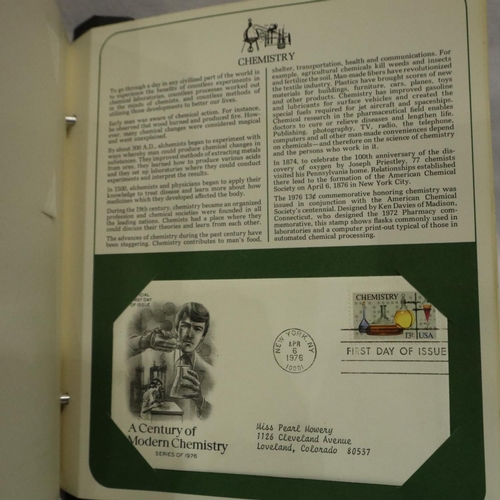 CHEMISTRY
To go through a day in any civilized part of the world is
to experience the benefits of countless experiments in
chemical laboratories, countless processes worked out
in the minds of chemists, and countless methods of
utilizing those developments to better our lives.
Early man was aware of chemical action. For instance,
he observed that wood burned and produced fire. How-
ever, many chemical changes were considered magical
and went unexplained.
By about 300 A.D., alchemists began to experiment with
ways whereby man could produce chemical changes in
substances. They improved methods of extracting metals
from ores; they learned how to produce various acids
and they set up laboratories where they could conduct
experiments and interpret the results.
In 1500, alchemists and physicians began to apply their
knowledge to treat disease and learn more about how
medicines which they developed affected the body.
During the 19th century, chemistry became an organized
profession and chemical societies were founded in all
the leading nations. Chemists had a place where they
could discuss their theories and learn from each other.
The advances of chemistry during the past century have
been staggering. Chemistry contributes to man's food,
shelter, transportation, health and communications. For
example, agricultural chemicals kill weeds and insects
and fertilize the soil. Man-made fibers have revolutionized
the textile industry. Plastics have brought scores of new
materials for buildings, furniture, cars, planes, toys
and other products. Chemistry has improved gasoline
and lubricants for surface vehicles and created the
special fuels required for jet aircraft and spaceships.
Chemical research in the pharmaceutical field enables
doctors to cure or relieve diseases and lengthen life.
Publishing, photography, TV, radio, the telephone,
computers and all other man-made conveniences depend
on chemicals—and therefore on the science of chemistry
and the persons who work in it.
In 1874, to celebrate the 100th anniversary of the dis-
covery of oxygen by Joseph Priestley, 77 chemists
visited his Pennsylvania home. Relationships established
there lead to the formation of the American Chemical
Society on April 6, 1876 in New York City.
The 1976 13¢ commemorative honoring chemistry was
issued in conjunction with the American Chemical
Society's centennial. Designed by Ken Davies of Madison,
Connecticut, who designed the 1972 Pharmacy com-
memorative, this stamp shows flasks commonly used in
laboratories and a computer print-out typical of those in
automated chemical processing.
FIRST DAY
OF ISSUE
A Century of
Modern Chemistry
SERIES OF 1976
NEW YORK, NY
APR
6
1976
10001
CHEMISTRY
13c USA
FIRST DAY OF ISSUE
Miss Pearl Howery
1126 Cleveland Avenue
Loveland, Colorado 80537